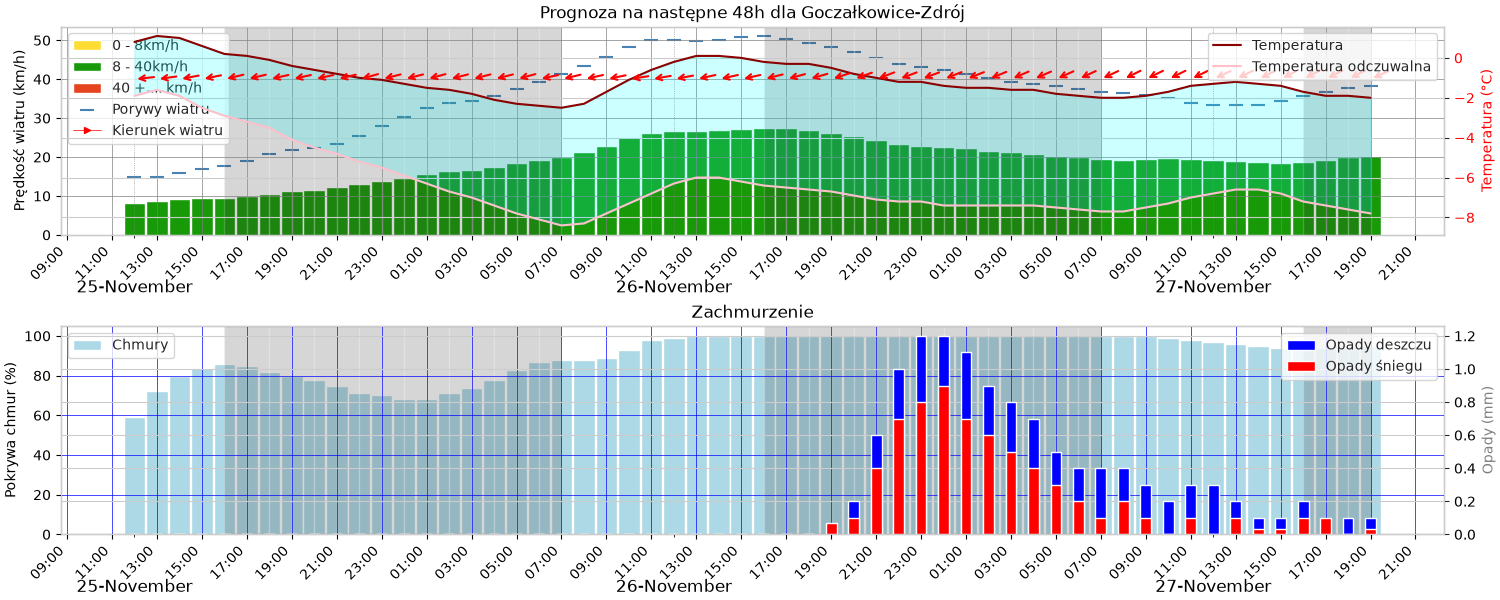 Prognoza na następne 48h dla Goczałkowice-Zdrój
Prędkość wiatru (km/h)
50
40
30
20
10
0
0 - 8km/h
8 - 40km/h
40 + ... km/h
Porywy wiatru
Kierunek wiatru
Temperatura
Temperatura odczuwalna
0
−2
−4
−6
−8
Temperatura (°C)
09:00 11:00 13:00 15:00 17:00 19:00 21:00 23:00 01:00 03:00 05:00 07:00 09:00 11:00 13:00 15:00 17:00 19:00 21:00 23:00 01:00 03:00 05:00 07:00 09:00 11:00 13:00 15:00 17:00 19:00 21:00
25-November 26-November 27-November
Zachmurzenie
Pokrywa chmur (%)
100
80
60
40
20
0
Chmury
Opady deszczu
Opady śniegu
1.2
1.0
0.8
0.6
0.4
0.2
0.0
Opady (mm)
09:00 11:00 13:00 15:00 17:00 19:00 21:00 23:00 01:00 03:00 05:00 07:00 09:00 11:00 13:00 15:00 17:00 19:00 21:00 23:00 01:00 03:00 05:00 07:00 09:00 11:00 13:00 15:00 17:00 19:00 21:00
25-November 26-November 27-November